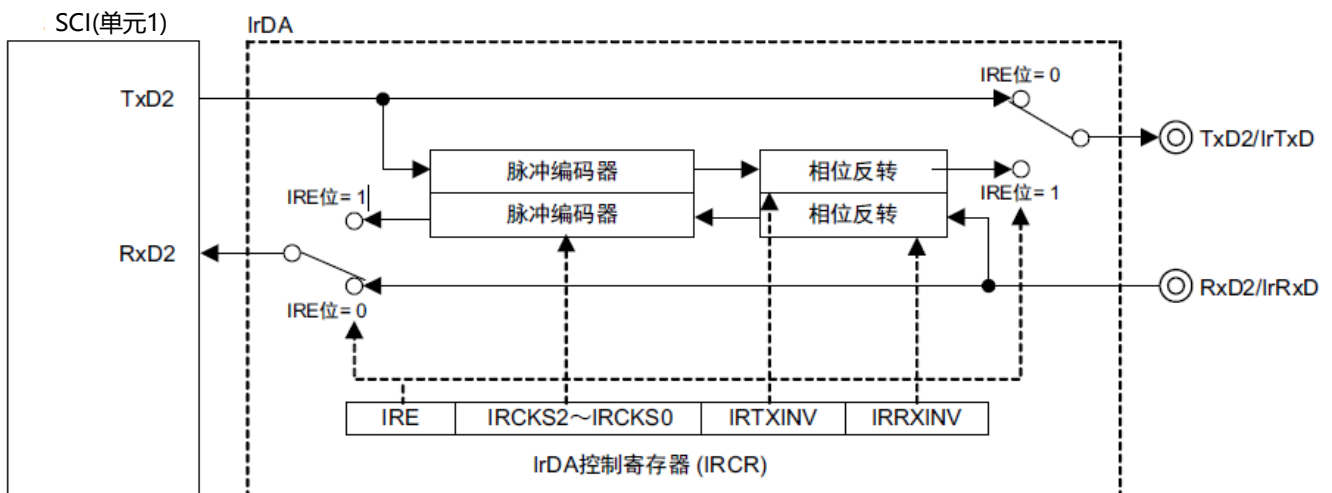 SCI(单元1)
IrDA
IRE位= 0
TxD2
TxD2/IrTxD
脉冲编码器
相位反转
IRE位= 1
IRE位= 1
脉冲编码器
相位反转
RxD2
RxD2/IrRxD
IRE位= 0
IRE
IRCKS2～IRCKS0
IRTXINV
IRRXINV
IrDA控制寄存器 (IRCR)